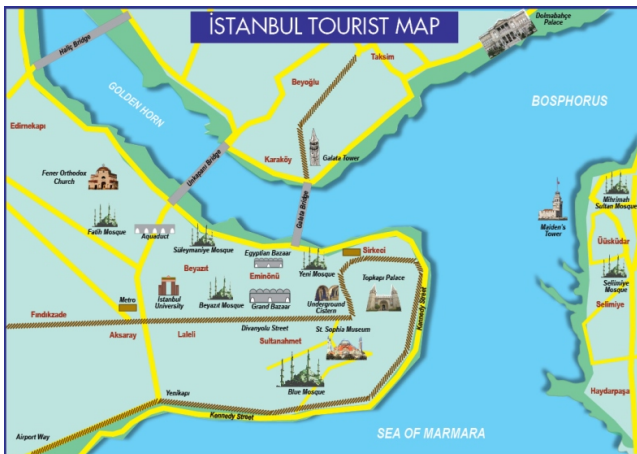 İSTANBUL TOURIST MAP
Dolmabahçe
Palace
Haliç Bridge
Taksim
Beyoğlu
GOLDEN HORN
BOSPHORUS
Edirnekapı
Unkapanı Bridge
Karaköy
Galata Tower
Fener Orthodox
Church
Galata Bridge
Mihrimah
Sultan Mosque
Maiden's
Tower
Fatih Mosque
Aquaduct
Süleymaniye Mosque
Egyptian Bazaar
Yeni Mosque
Sirkeci
Üüsküdar
Beyazıt
Eminönü
Topkapı Palace
Selimiye
Mosque
Selimiye
Metro
İstanbul
University
Beyazıt Mosque
Grand Bazaar
Underground
Cistern
Kennedy Street
Fındıkzade
Divanyolu Street
St. Sophia Museum
Aksaray
Laleli
Sultanahmet
Blue Mosque
Haydarpaşa
Yenikapı
Kennedy Street
Airport Way
SEA OF MARMARA